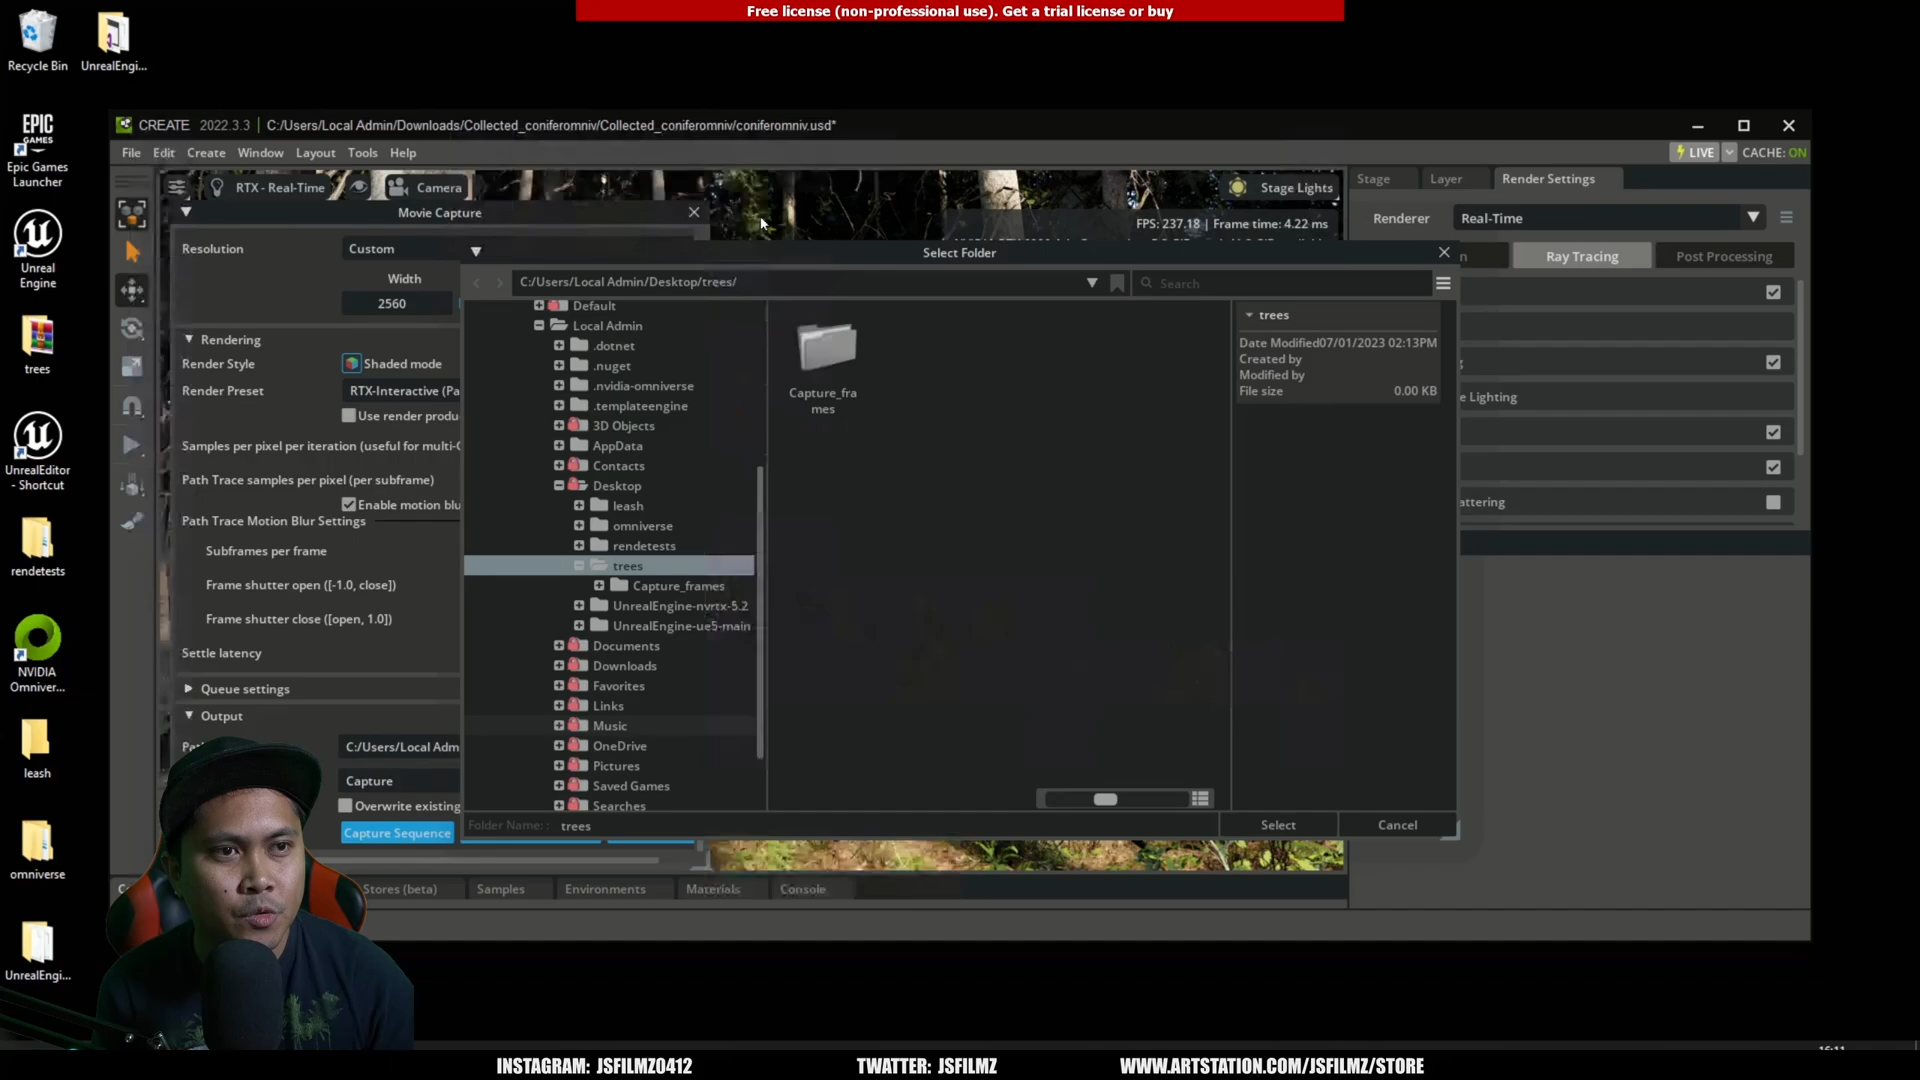 Free license (non-professional use). Get a trial license or buy
Recycle Bin
UnrealEngi...
EPIC
GAMES
Epic Games
Launcher
Unreal
Engine
trees
UnrealEditor
- Shortcut
rendetests
NVIDIA
Omniver...
leash
omniverse
UnrealEngi...
CREATE 2022.3.3 | C:/Users/Local Admin/Downloads/Collected_coniferomniv/Collected_coniferomniv/coniferomniv.usd*
File Edit Create Window Layout Tools Help
LIVE CACHE: ON
RTX - Real-Time Camera Stage Lights
FPS: 237.18 | Frame time: 4.22 ms
Stage Layer Render Settings
Renderer Real-Time
Ray Tracing Post Processing
e Lighting
attering
Movie Capture
Resolution Custom
Width
2560
Rendering
Render Style Shaded mode
Render Preset RTX-Interactive (Pa
Use render produ
Samples per pixel per iteration (useful for multi-G
Path Trace samples per pixel (per subframe)
Enable motion blu
Path Trace Motion Blur Settings
Subframes per frame
Frame shutter open ([-1.0, close])
Frame shutter close ([open, 1.0])
Settle latency
Queue settings
Output
C:/Users/Local Adm
Capture
Overwrite existing
Capture Sequence
Select Folder
C:/Users/Local Admin/Desktop/trees/
Search
Default
Local Admin
.dotnet
.nuget
.nvidia-omniverse
.templateengine
3D Objects
AppData
Contacts
Desktop
leash
omniverse
rendetests
trees
Capture_frames
UnrealEngine-nvrtx-5.2
UnrealEngine-ue5-main
Documents
Downloads
Favorites
Links
Music
OneDrive
Pictures
Saved Games
Searches
Capture_fra
mes
trees
Date Modified07/01/2023 02:13PM
Created by
Modified by
File size 0.00 KB
Folder Name: : trees
Select Cancel
Stores (beta) Samples Environments Materials Console
INSTAGRAM: JSFILMZ0412 TWATTER: JSFILMZ WWW.ARTSTATION.COM/JSFILMZ/STORE